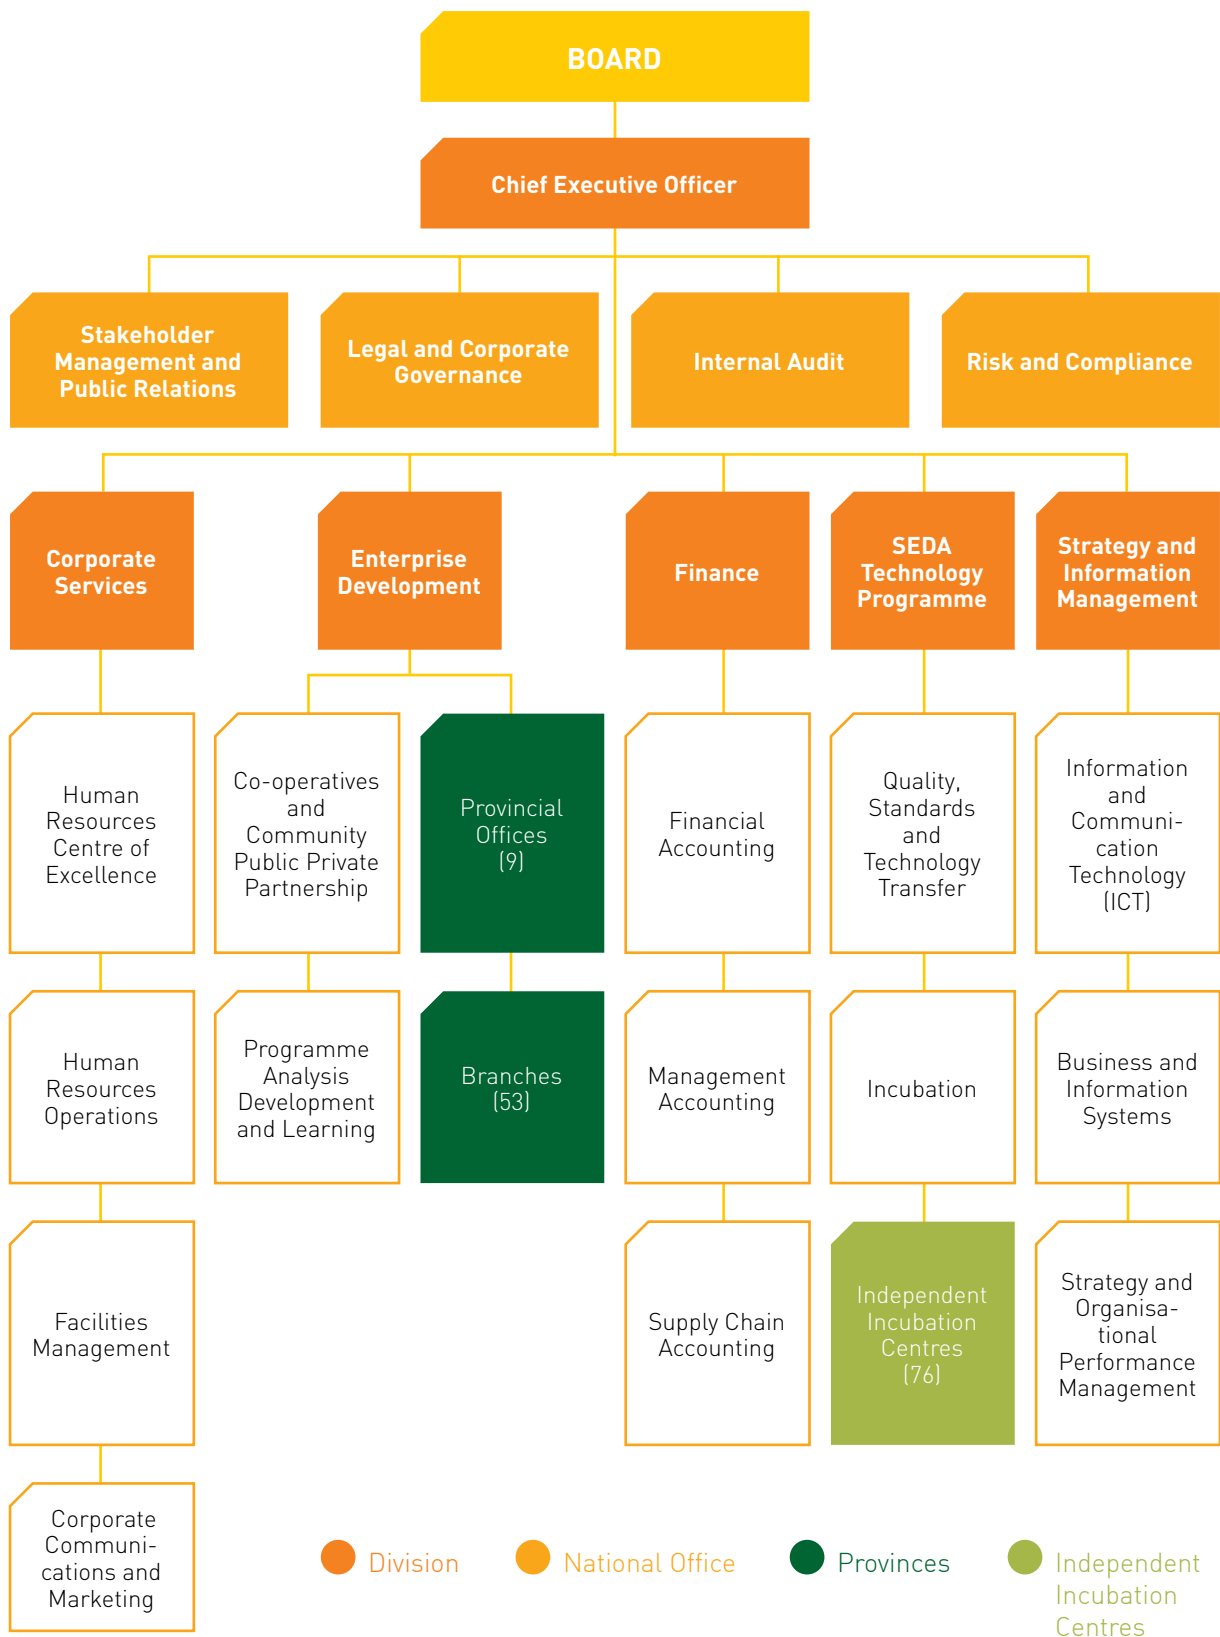 BOARD
Chief Executive Officer
Stakeholder
Management and
Public Relations
Legal and Corporate
Governance
Internal Audit
Risk and Compliance
Corporate
Services
Enterprise
Development
Finance
SEDA
Technology
Programme
Strategy and
Information
Management
Human
Resources
Centre of
Excellence
Co-operatives
and
Community
Public Private
Partnership
Provincial
Offices
(9)
Financial
Accounting
Quality,
Standards
and
Technology
Transfer
Information
and
Communi-
cation
Technology
(ICT)
Human
Resources
Operations
Programme
Analysis
Development
and Learning
Branches
(53)
Management
Accounting
Incubation
Business and
Information
Systems
Facilities
Management
Supply Chain
Accounting
Independent
Incubation
Centres
(76)
Strategy and
Organisa-
tional
Performance
Management
Corporate
Communi-
cations and
Marketing
Division
National Office
Provinces
Independent
Incubation
Centres